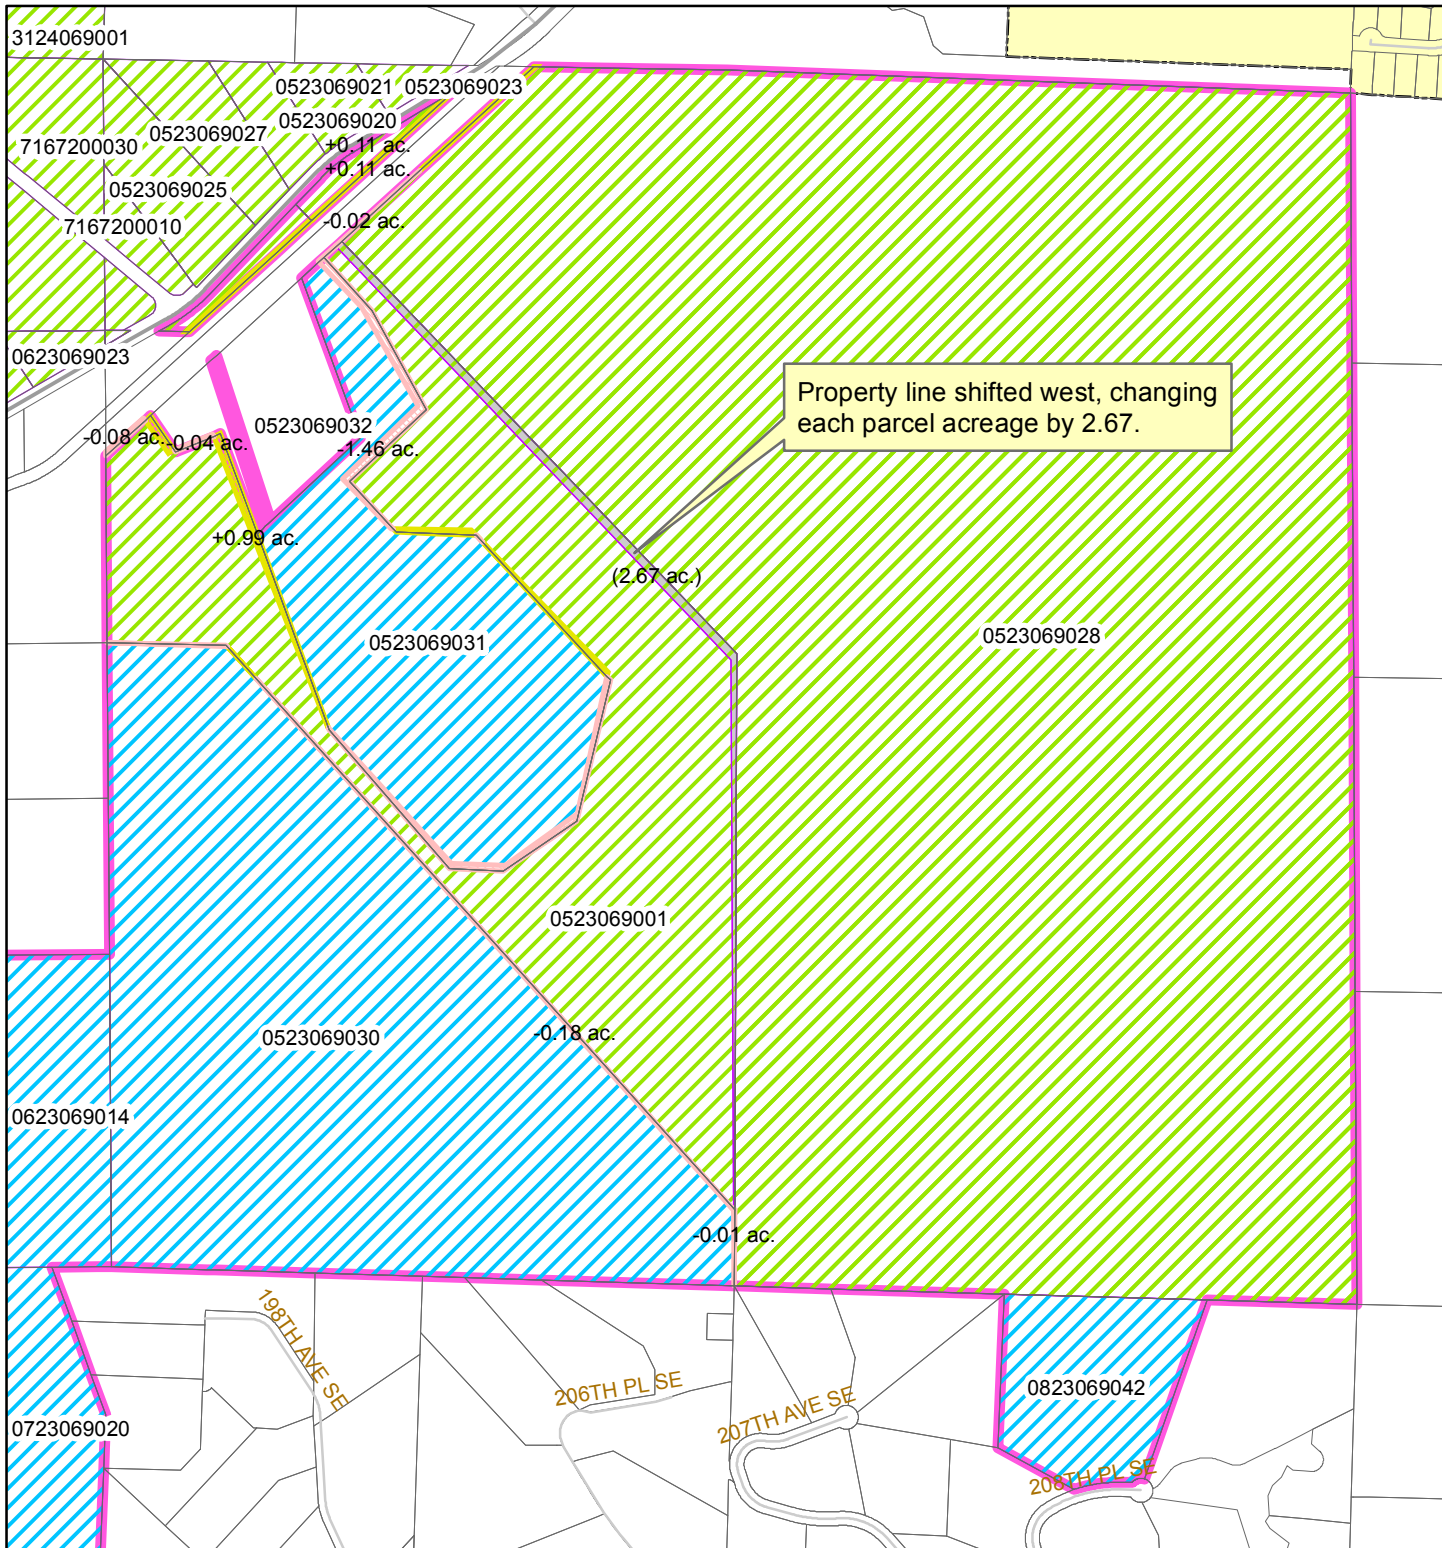 3124069001
0523069021
0523069023
0523069020
0523069027
+0.11 ac.
7167200030
+0.11 ac.
0523069025
-0.02 ac.
7167200010
0623069023
Property line shifted west, changing
each parcel acreage by 2.67.
0523069032
-0.08 ac.
-0.04 ac.
-1.46 ac.
+0.99 ac.
(2.67 ac.)
0523069031
0523069028
0523069001
-0.18 ac.
0523069030
0623069014
-0.01 ac.
198TH AVE SE
206TH PL SE
0823069042
207TH AVE SE
0723069020
208TH PL SE